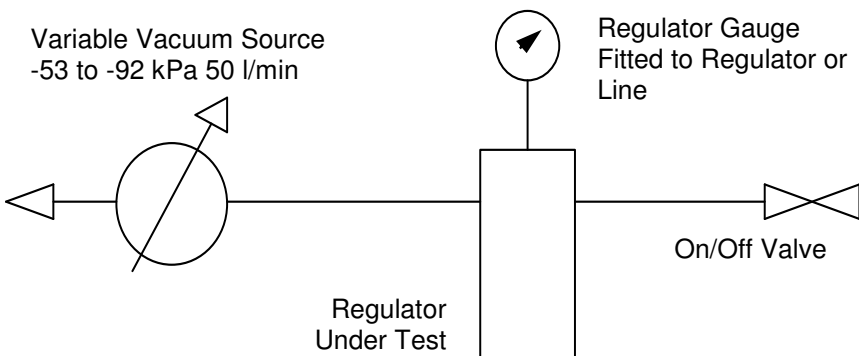 Variable Vacuum Source
-53 to -92 kPa 50 l/min
Regulator Gauge
Fitted to Regulator or
Line
On/Off Valve
Regulator
Under Test